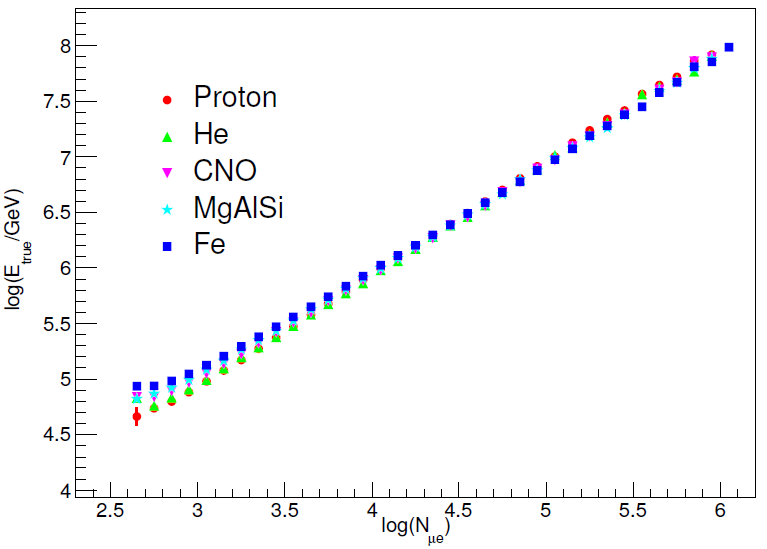 8
7.5
7
6.5
6
5.5
5
4.5
4
log(E_true/GeV)
Proton
He
CNO
MgAlSi
Fe
2.5 3 3.5 4 4.5 5 5.5 6
log(N_μe)